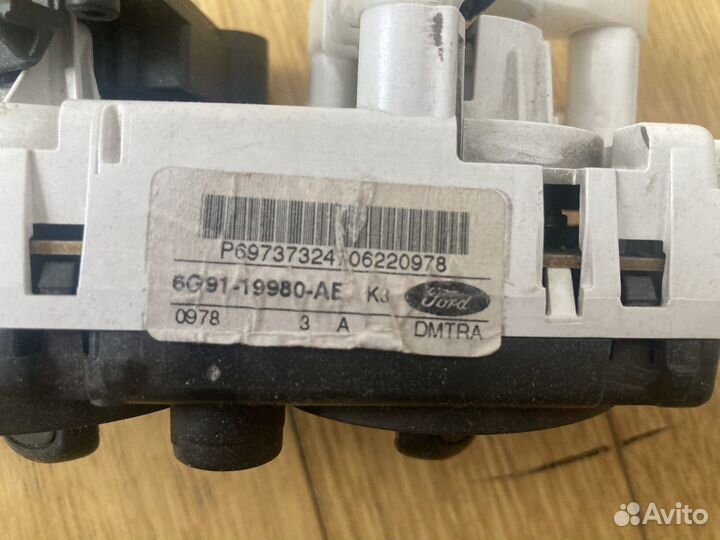 P69737324 06220978
6G91-19980-AE K3 Ford
0978 3 A DMTRA
Avito